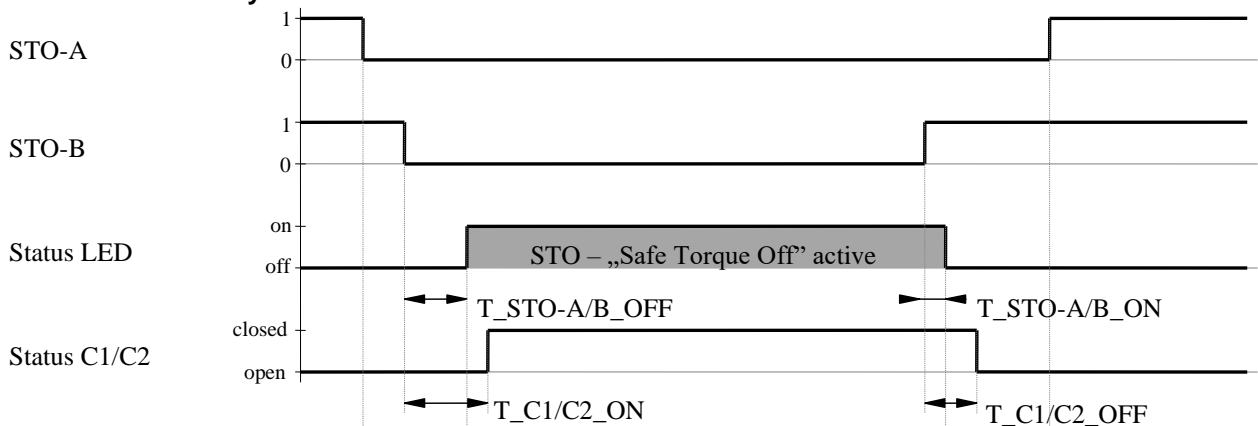 STO-A
1
0
STO-B
1
0
Status LED
on
off
STO – „Safe Torque Off” active
T_STO-A/B_OFF
T_STO-A/B_ON
Status C1/C2
closed
open
T_C1/C2_ON
T_C1/C2_OFF